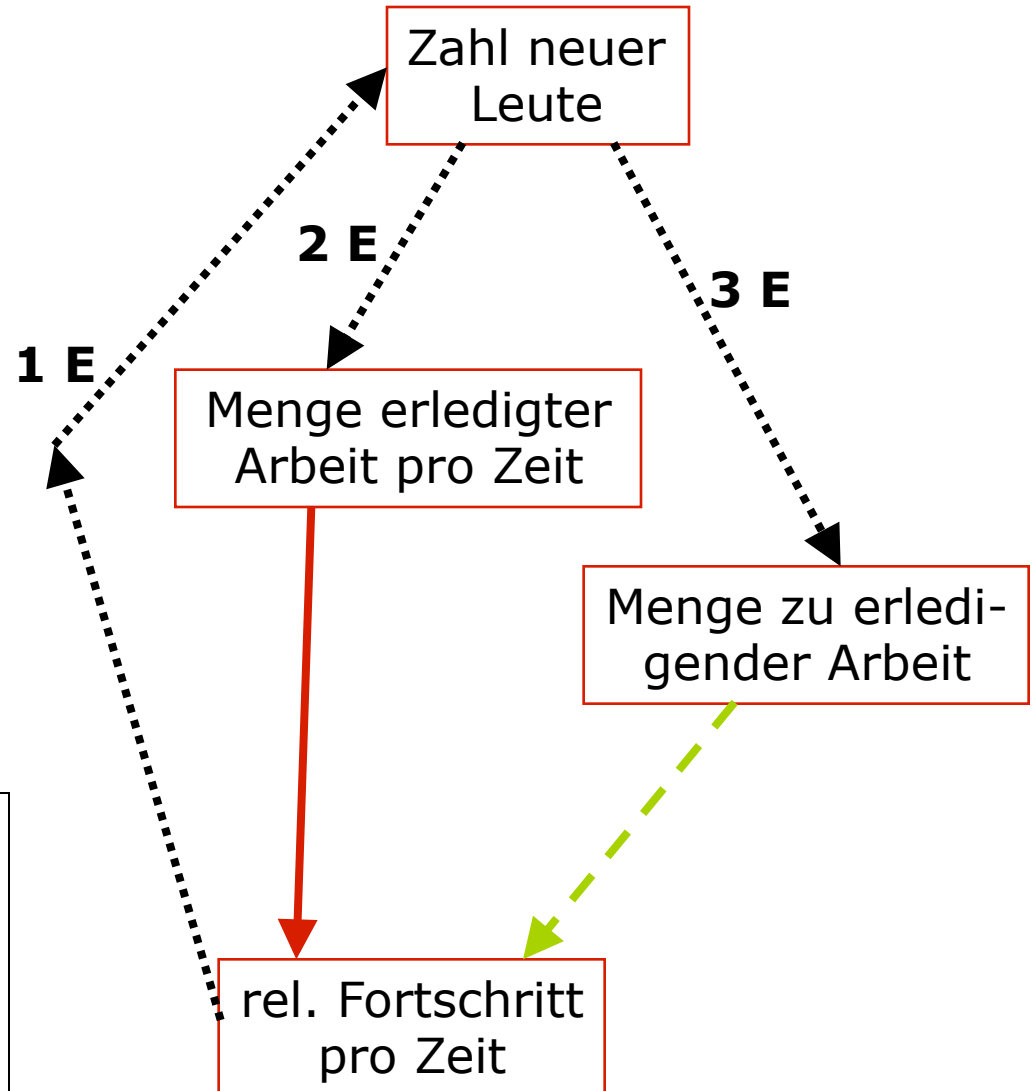 Zahl neuer
Leute
2 E
3 E
1 E
Menge erledigter
Arbeit pro Zeit
Menge zu erledi-
gender Arbeit
rel. Fortschritt
pro Zeit